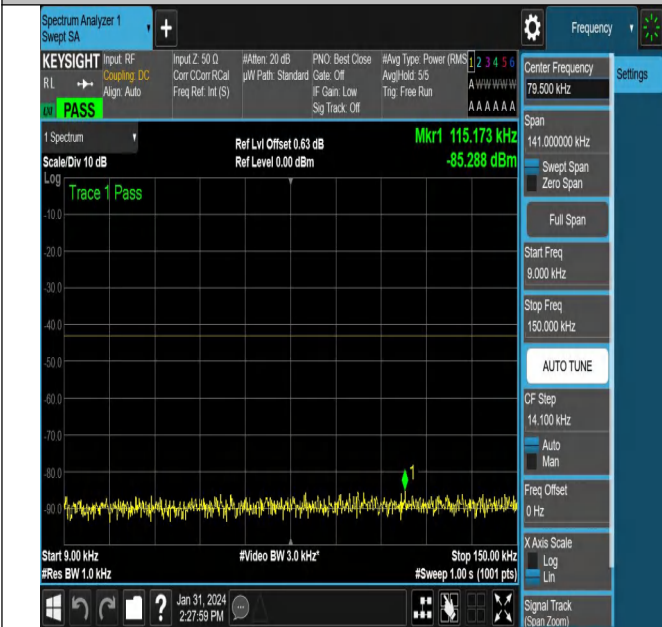 Spectrum Analyzer 1
Swept SA
Frequency
KEYSIGHT
RL
PASS
Input: RF
Coupling: DC
Align: Auto
Input Z: 50 Ω
Corr CCorr RCal
Freq Ref: Int (S)
#Atten: 20 dB
µW Path: Standard
PNO: Best Close
Gate: Off
IF Gain: Low
Sig Track: Off
#Avg Type: Power (RMS
Avg|Hold: 5/5
Trig: Free Run
1 2 3 4 5 6
A W W W W W
A A A A A A
Center Frequency
79.500 kHz
Settings
Span
141.000000 kHz
Swept Span
Zero Span
Full Span
Start Freq
9.000 kHz
Stop Freq
150.000 kHz
AUTO TUNE
CF Step
14.100 kHz
Auto
Man
Freq Offset
0 Hz
X Axis Scale
Log
Lin
Signal Track
(Span Zoom)
1 Spectrum
Scale/Div 10 dB
Ref Lvl Offset 0.63 dB
Ref Level 0.00 dBm
Mkr1 115.173 kHz
-85.288 dBm
Log
Trace 1 Pass
-10.0
-20.0
-30.0
-40.0
-50.0
-60.0
-70.0
-80.0
-90.0
1
Start 9.00 kHz
#Res BW 1.0 kHz
#Video BW 3.0 kHz*
Stop 150.00 kHz
#Sweep 1.00 s (1001 pts)
?
Jan 31, 2024
2:27:59 PM